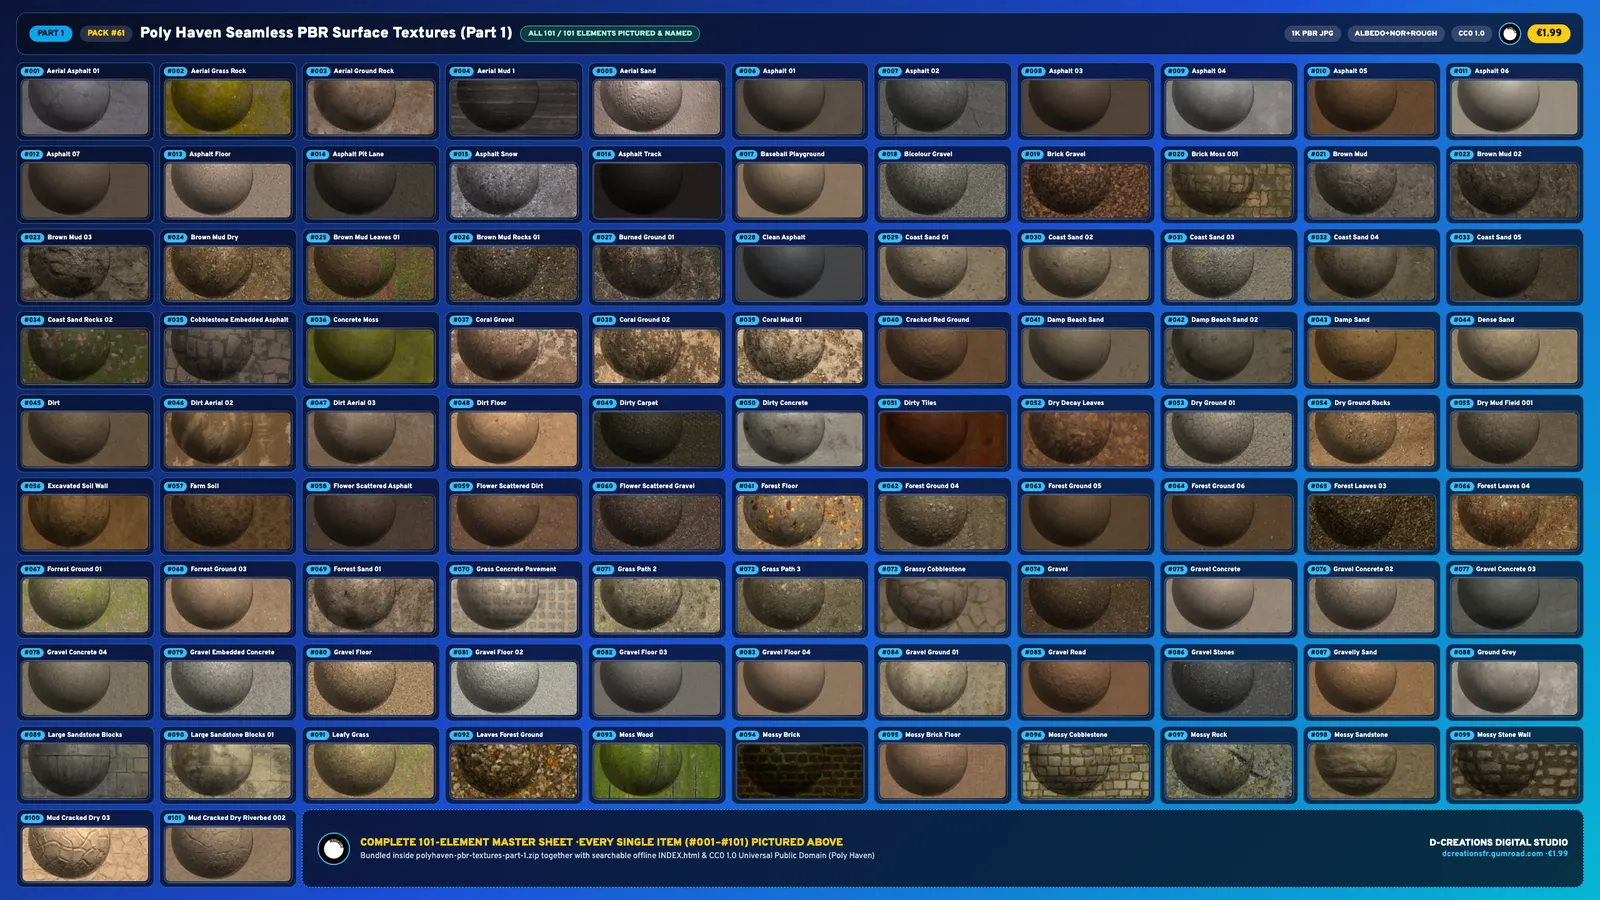 PART 1 PACK #61 Poly Haven Seamless PBR Surface Textures (Part 1) ALL 101 / 101 ELEMENTS PICTURED & NAMED 1K PBR JPG ALBEDO+NOR+ROUGH CC0 1.0 €1.99
#001 Aerial Asphalt 01 #002 Aerial Grass Rock #003 Aerial Ground Rock #004 Aerial Mud 1 #005 Aerial Sand #006 Asphalt 01 #007 Asphalt 02 #008 Asphalt 03 #009 Asphalt 04 #010 Asphalt 05 #011 Asphalt 06
#012 Asphalt 07 #013 Asphalt Floor #014 Asphalt Pit Lane #015 Asphalt Snow #016 Asphalt Track #017 Baseball Playground #018 Bicolour Gravel #019 Brick Gravel #020 Brick Moss 001 #021 Brown Mud #022 Brown Mud 02
#023 Brown Mud 03 #024 Brown Mud Dry #025 Brown Mud Leaves 01 #026 Brown Mud Rocks 01 #027 Burned Ground 01 #028 Clean Asphalt #029 Coast Sand 01 #030 Coast Sand 02 #031 Coast Sand 03 #032 Coast Sand 04 #033 Coast Sand 05
#034 Coast Sand Rocks 02 #035 Cobblestone Embedded Asphalt #036 Concrete Moss #037 Coral Gravel #038 Coral Ground 02 #039 Coral Mud 01 #040 Cracked Red Ground #041 Damp Beach Sand #042 Damp Beach Sand 02 #043 Damp Sand #044 Dense Sand
#045 Dirt #046 Dirt Aerial 02 #047 Dirt Aerial 03 #048 Dirt Floor #049 Dirty Carpet #050 Dirty Concrete #051 Dirty Tiles #052 Dry Decay Leaves #053 Dry Ground 01 #054 Dry Ground Rocks #055 Dry Mud Field 001
#056 Excavated Soil Wall #057 Farm Soil #058 Flower Scattered Asphalt #059 Flower Scattered Dirt #060 Flower Scattered Gravel #061 Forest Floor #062 Forest Ground 04 #063 Forest Ground 05 #064 Forest Ground 06 #065 Forest Leaves 03 #066 Forest Leaves 04
#067 Forrest Ground 01 #068 Forrest Ground 03 #069 Forrest Sand 01 #070 Grass Concrete Pavement #071 Grass Path 2 #072 Grass Path 3 #073 Grassy Cobblestone #074 Gravel #075 Gravel Concrete #076 Gravel Concrete 02 #077 Gravel Concrete 03
#078 Gravel Concrete 04 #079 Gravel Embedded Concrete #080 Gravel Floor #081 Gravel Floor 02 #082 Gravel Floor 03 #083 Gravel Floor 04 #084 Gravel Ground 01 #085 Gravel Road #086 Gravel Stones #087 Gravelly Sand #088 Ground Grey
#089 Large Sandstone Blocks #090 Large Sandstone Blocks 01 #091 Leafy Grass #092 Leaves Forest Ground #093 Moss Wood #094 Mossy Brick #095 Mossy Brick Floor #096 Mossy Cobblestone #097 Mossy Rock #098 Mossy Sandstone #099 Mossy Stone Wall
#100 Mud Cracked Dry 03 #101 Mud Cracked Dry Riverbed 002
COMPLETE 101-ELEMENT MASTER SHEET · EVERY SINGLE ITEM (#001-#101) PICTURED ABOVE
Bundled inside polyhaven-pbr-textures-part-1.zip together with searchable offline INDEX.html & CC0 1.0 Universal Public Domain (Poly Haven)
D-CREATIONS DIGITAL STUDIO
dcreationsfr.gumroad.com · €1.99